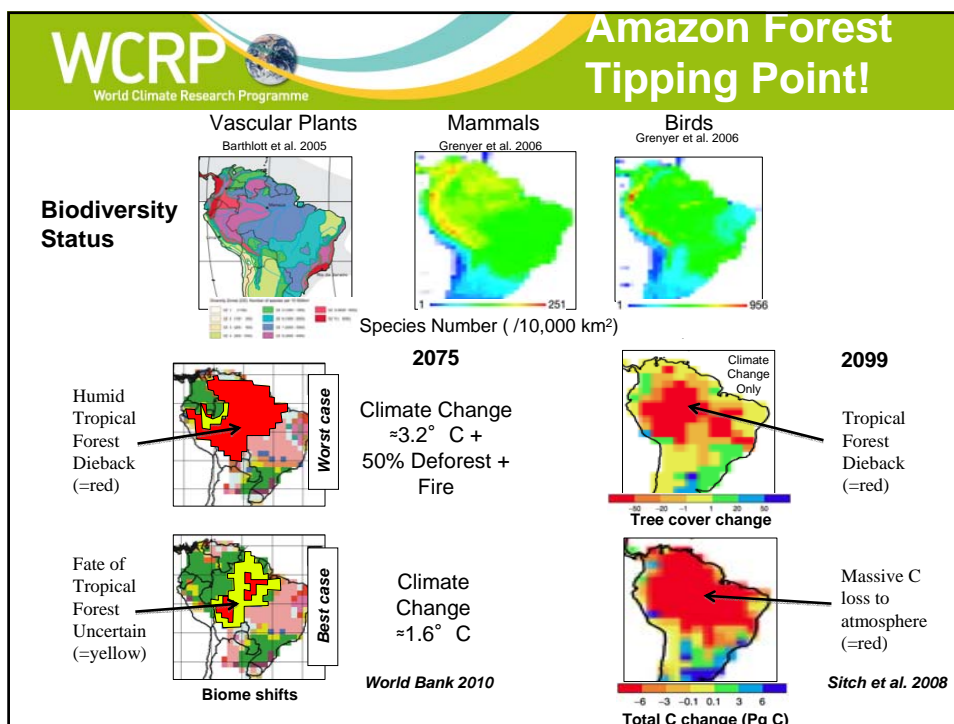 WCRP
World Climate Research Programme
Amazon Forest
Tipping Point!
Vascular Plants
Barthlott et al. 2005
Mammals
Grenyer et al. 2006
Birds
Grenyer et al. 2006
Biodiversity
Status
1
251
1
956
Species Number ( /10,000 km²)
Humid
Tropical
Forest
Dieback
(=red)
Worst case
2075
Climate Change
≈3.2° C +
50% Deforest +
Fire
Climate
Change
Only
2099
Tropical
Forest
Dieback
(=red)
-50 -20 -1 1 20 50
Tree cover change
Fate of
Tropical
Forest
Uncertain
(=yellow)
Best case
Biome shifts
Climate
Change
≈1.6° C
World Bank 2010
Massive C
loss to
atmosphere
(=red)
-6 -3 -0.1 0.1 3 6
Total C change (Pg C)
Sitch et al. 2008